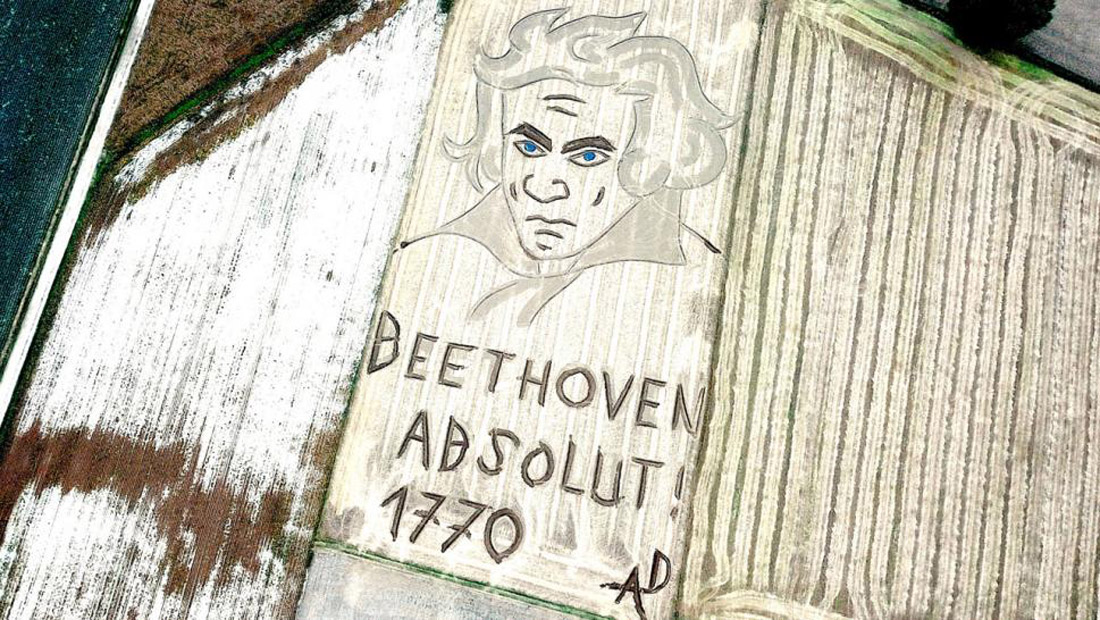 BEETHOVEN
ABSOLUT!
1770
AD